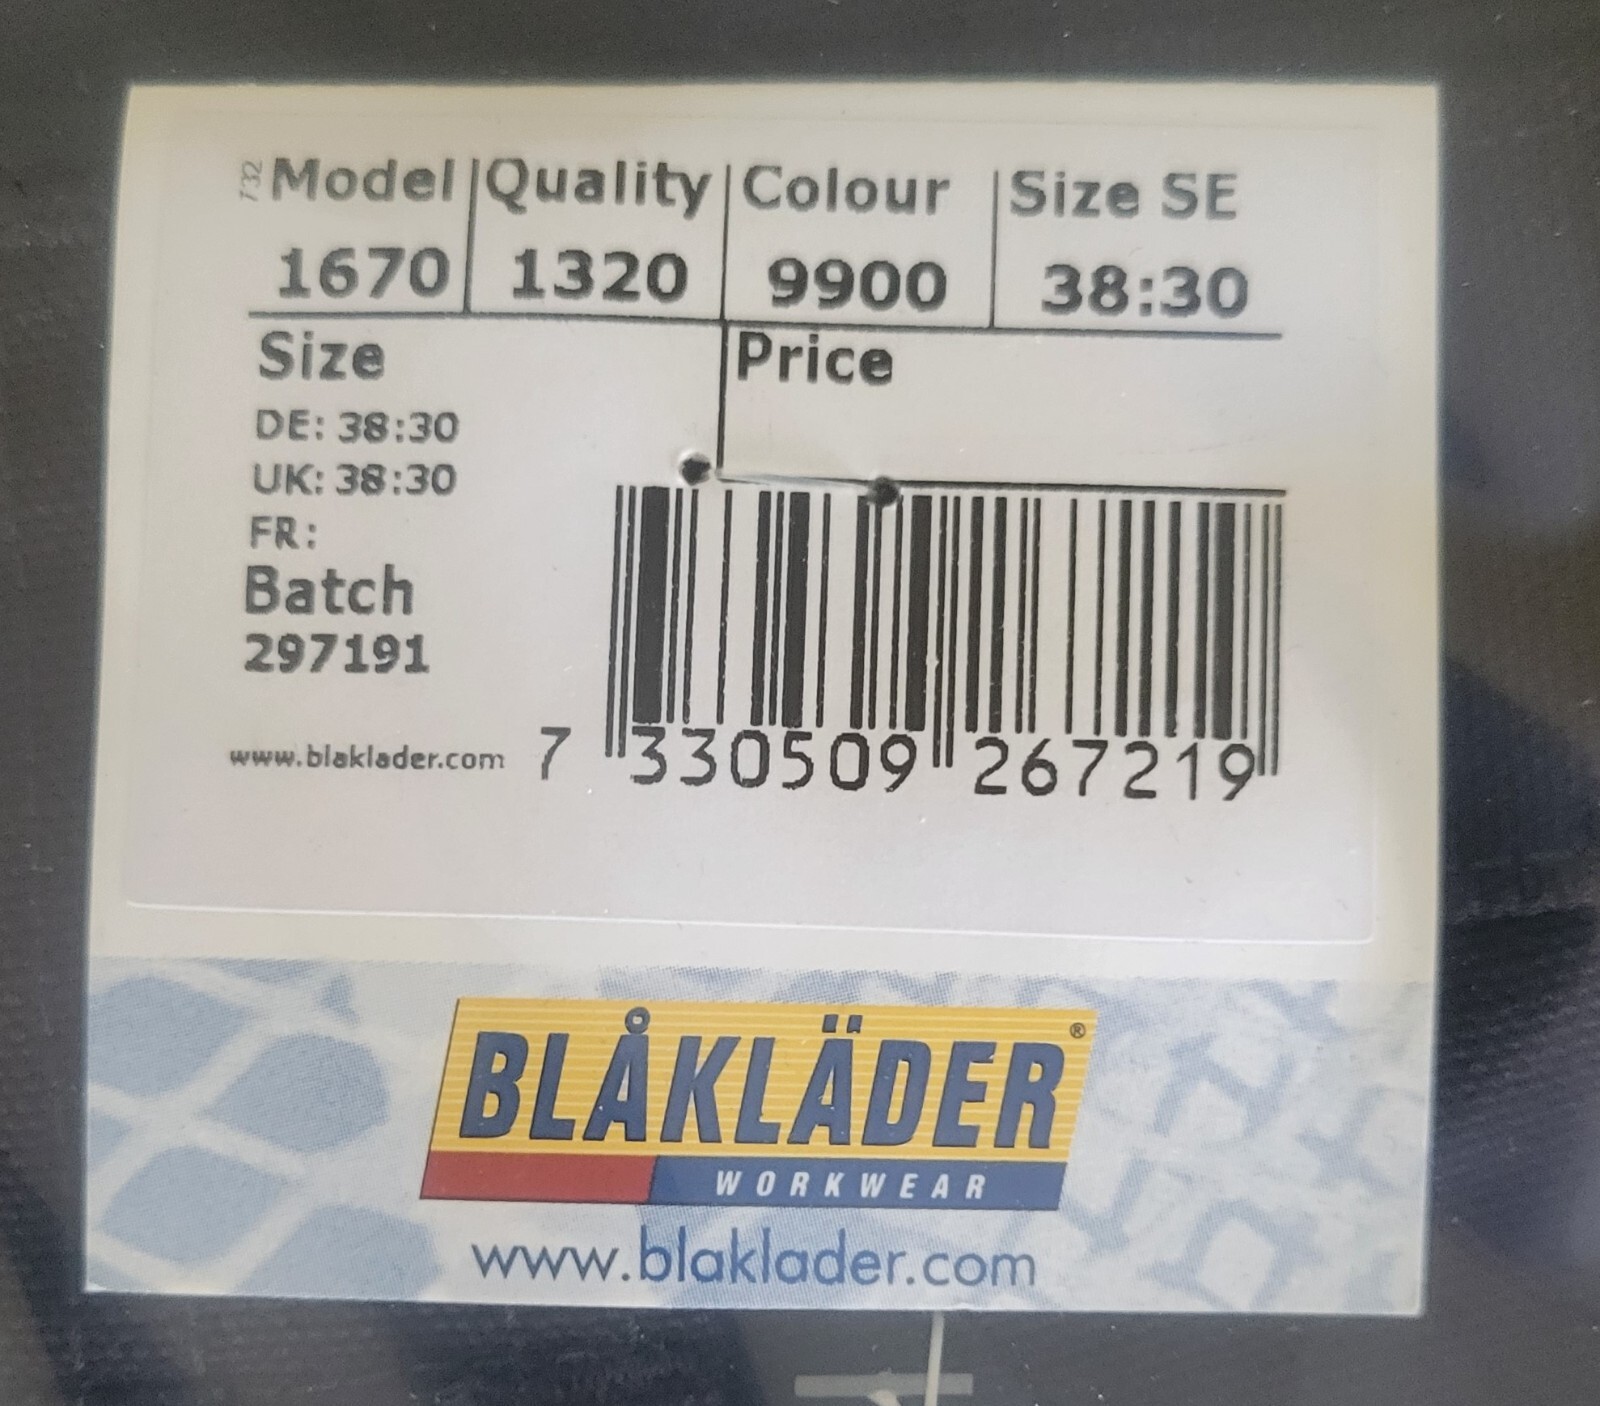 732
Model Quality Colour Size SE
1670 1320 9900 38:30
Size Price
DE: 38:30
UK: 38:30
FR:
Batch
297191
www.blaklader.com 7 330509 267219
BLÅKLÄDER®
WORKWEAR
www.blaklader.com